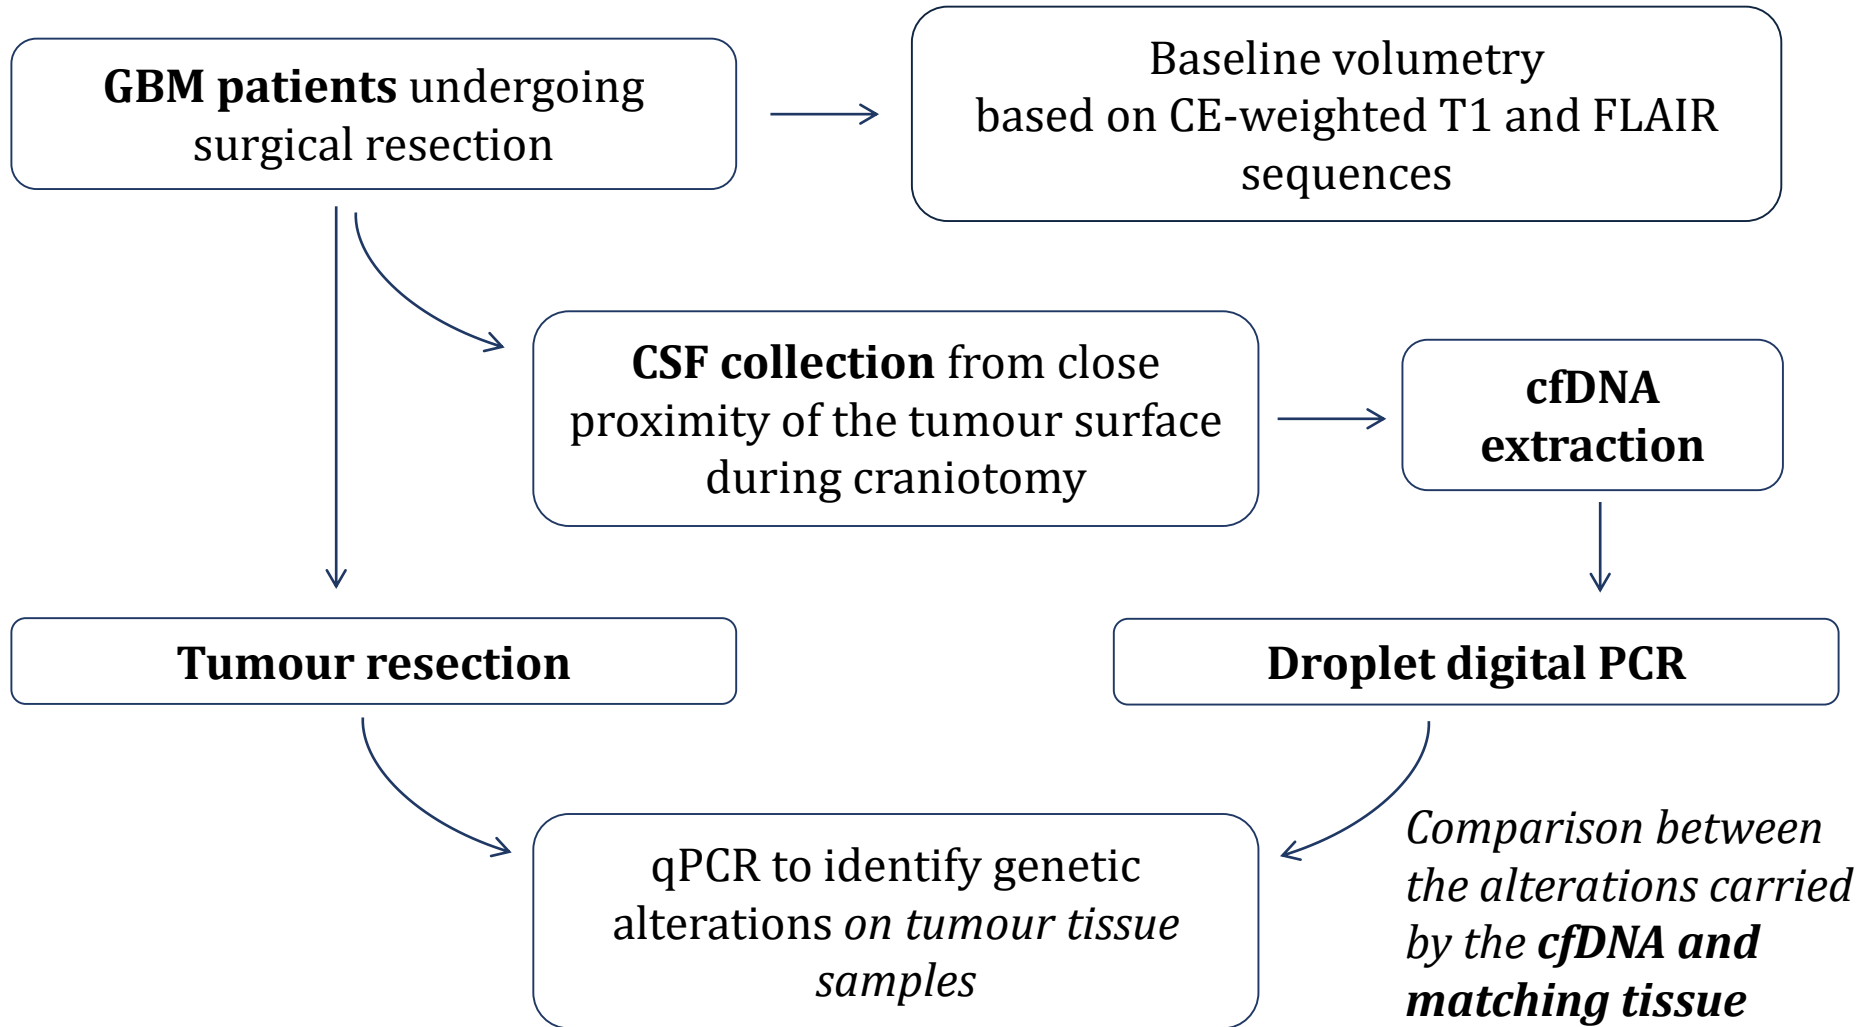 GBM patients undergoing
surgical resection
Baseline volumetry
based on CE-weighted T1 and FLAIR
sequences
CSF collection from close
proximity of the tumour surface
during craniotomy
cfDNA
extraction
Tumour resection
Droplet digital PCR
qPCR to identify genetic
alterations on tumour tissue
samples
Comparison between
the alterations carried
by the cfDNA and
matching tissue